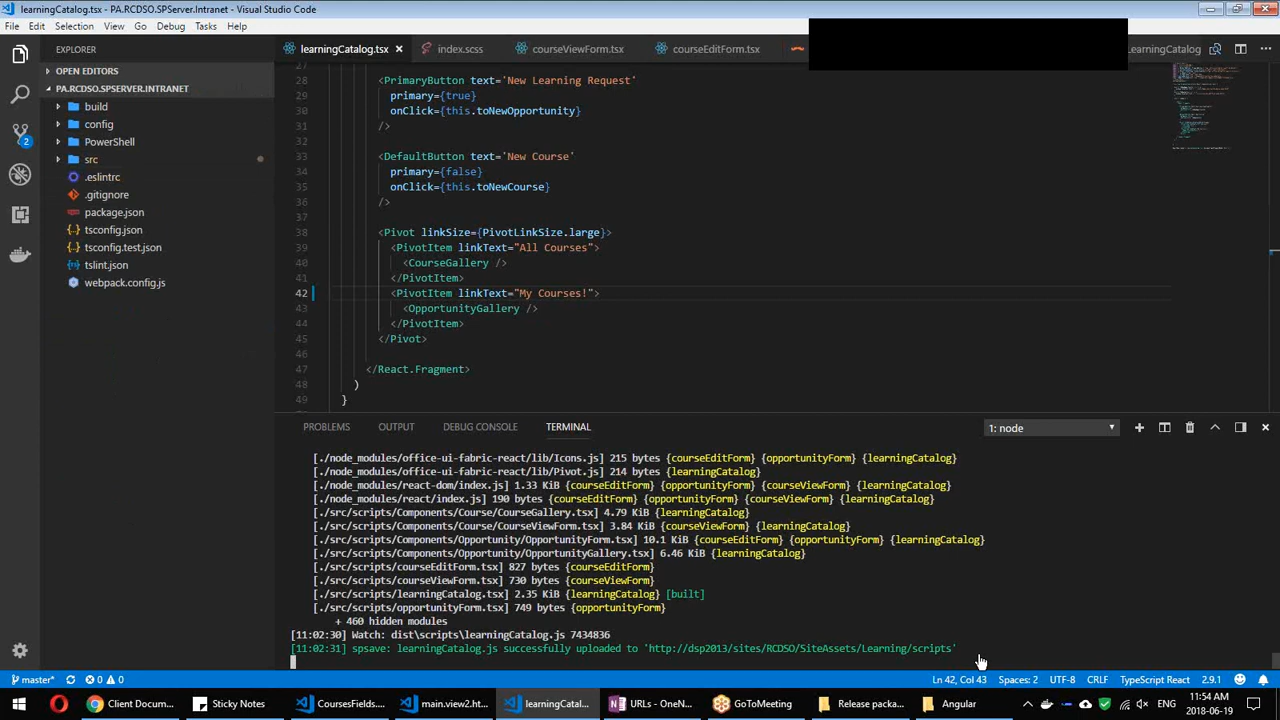 learningCatalog.tsx - PA.RCDSO.SPServer.Intranet - Visual Studio Code
File Edit Selection View Go Debug Tasks Help
EXPLORER
OPEN EDITORS
PA.RCDSO.SPSERVER.INTRANET
build
config
PowerShell
src
.eslintrc
.gitignore
package.json
tsconfig.json
tsconfig.test.json
tslint.json
webpack.config.js
2
learningCatalog.tsx index.scss courseViewForm.tsx courseEditForm.tsx LearningCatalog
27
28 <PrimaryButton text='New Learning Request'
29 primary={true}
30 onClick={this.toNewOpportunity}
31 />
32
33 <DefaultButton text='New Course'
34 primary={false}
35 onClick={this.toNewCourse}
36 />
37
38 <Pivot linkSize={PivotLinkSize.large}>
39 <PivotItem linkText="All Courses">
40 <CourseGallery />
41 </PivotItem>
42 <PivotItem linkText="My Courses!">
43 <OpportunityGallery />
44 </PivotItem>
45 </Pivot>
46
47 </React.Fragment>
48 )
49 }
PROBLEMS OUTPUT DEBUG CONSOLE TERMINAL 1: node
[./node_modules/office-ui-fabric-react/lib/Icons.js] 215 bytes {courseEditForm} {opportunityForm} {learningCatalog}
[./node_modules/office-ui-fabric-react/lib/Pivot.js] 214 bytes {learningCatalog}
[./node_modules/react-dom/index.js] 1.33 KiB {courseEditForm} {opportunityForm} {courseViewForm} {learningCatalog}
[./node_modules/react/index.js] 190 bytes {courseEditForm} {opportunityForm} {courseViewForm} {learningCatalog}
[./src/scripts/Components/Course/CourseGallery.tsx] 4.79 KiB {learningCatalog}
[./src/scripts/Components/Course/CourseViewForm.tsx] 3.84 KiB {courseViewForm} {learningCatalog}
[./src/scripts/Components/Opportunity/OpportunityForm.tsx] 10.1 KiB {courseEditForm} {opportunityForm} {learningCatalog}
[./src/scripts/Components/Opportunity/OpportunityGallery.tsx] 6.46 KiB {learningCatalog}
[./src/scripts/courseEditForm.tsx] 827 bytes {courseEditForm}
[./src/scripts/courseViewForm.tsx] 730 bytes {courseViewForm}
[./src/scripts/learningCatalog.tsx] 2.35 KiB {learningCatalog} [built]
[./src/scripts/opportunityForm.tsx] 749 bytes {opportunityForm}
+ 460 hidden modules
[11:02:30] Watch: dist\scripts\learningCatalog.js 7434836
[11:02:31] spsave: learningCatalog.js successfully uploaded to 'http://dsp2013/sites/RCDSO/SiteAssets/Learning/scripts'
master* 0 0 Ln 42, Col 43 Spaces: 2 UTF-8 CRLF TypeScript React 2.9.1
Client Docum... Sticky Notes CoursesFields.... main.view2.ht... learningCatal... URLs - OneN... GoToMeeting Release packa... Angular ENG 11:54 AM
2018-06-19